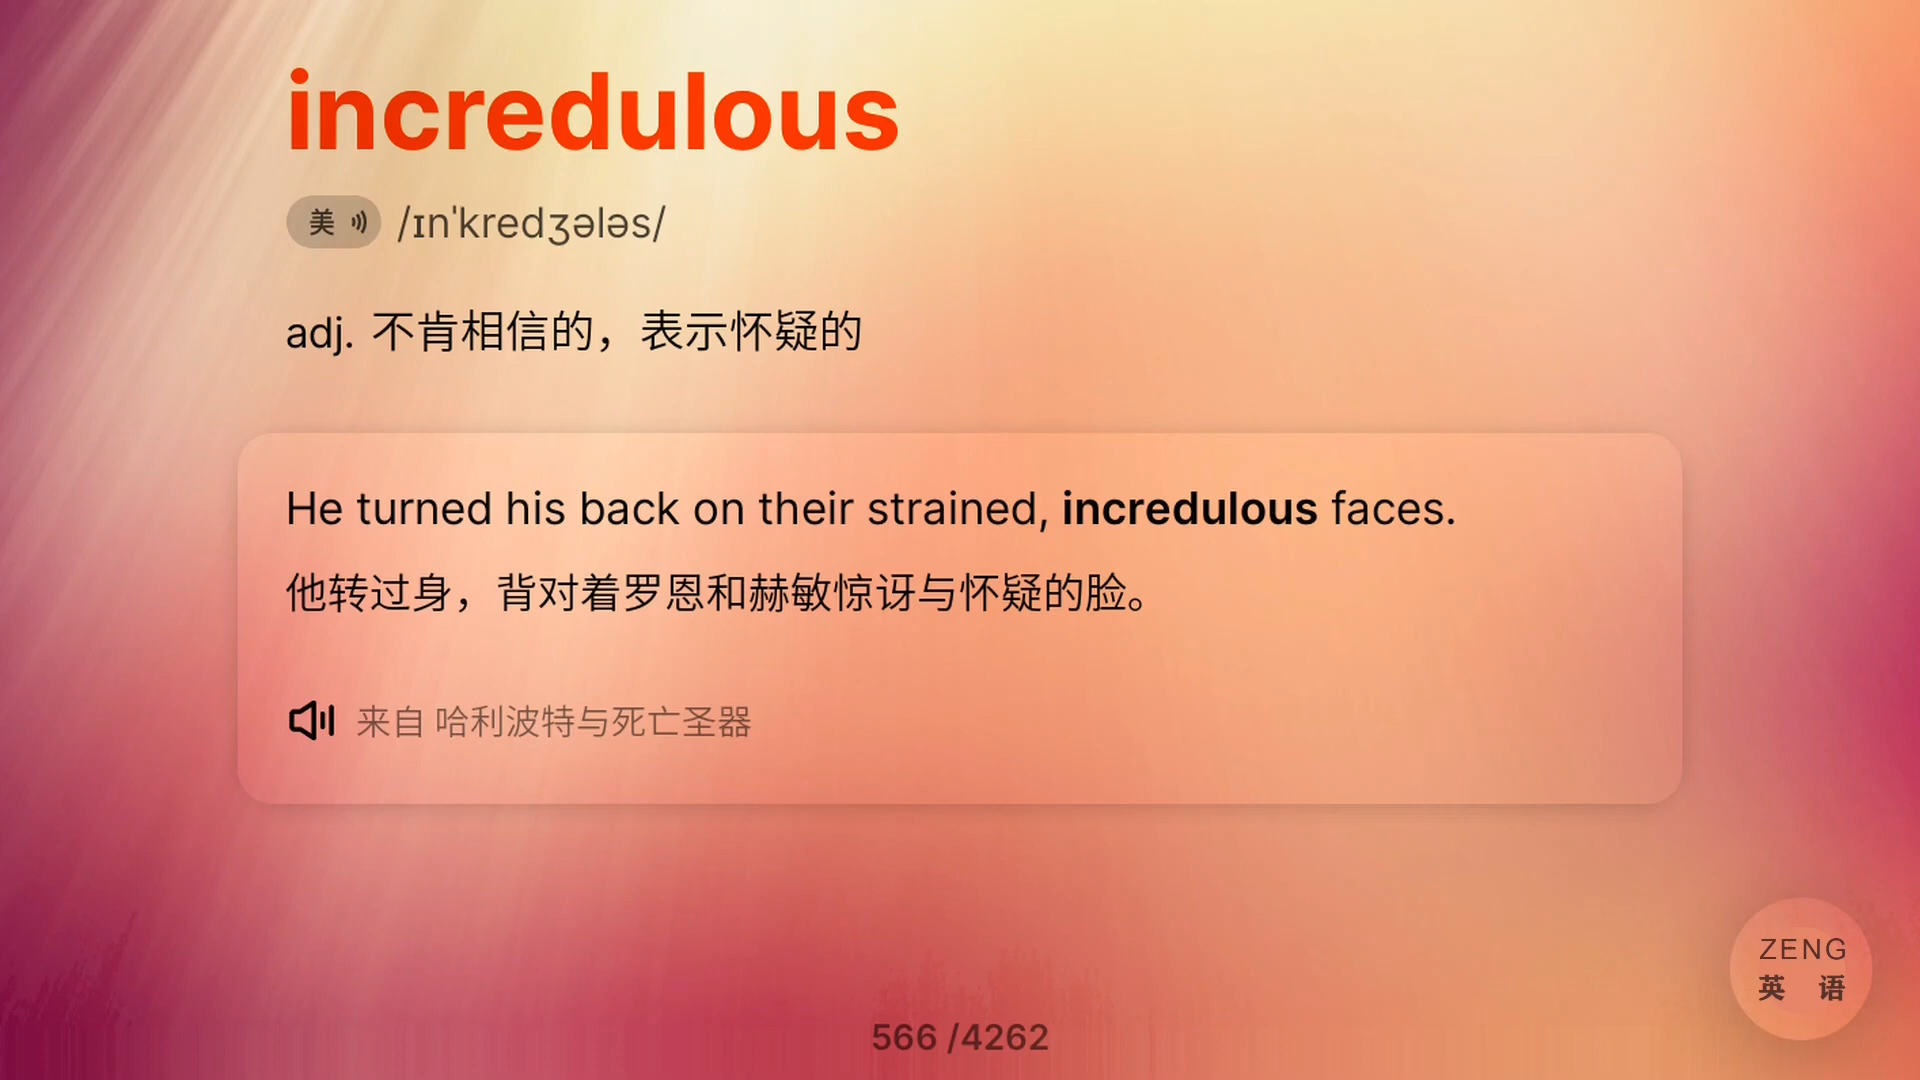 incredulous
美 /ɪnˈkredʒələs/
adj. 不肯相信的，表示怀疑的
He turned his back on their strained, incredulous faces.
他转过身，背对着罗恩和赫敏惊讶与怀疑的脸。
来自 哈利波特与死亡圣器
ZENG
英 语
566 /4262